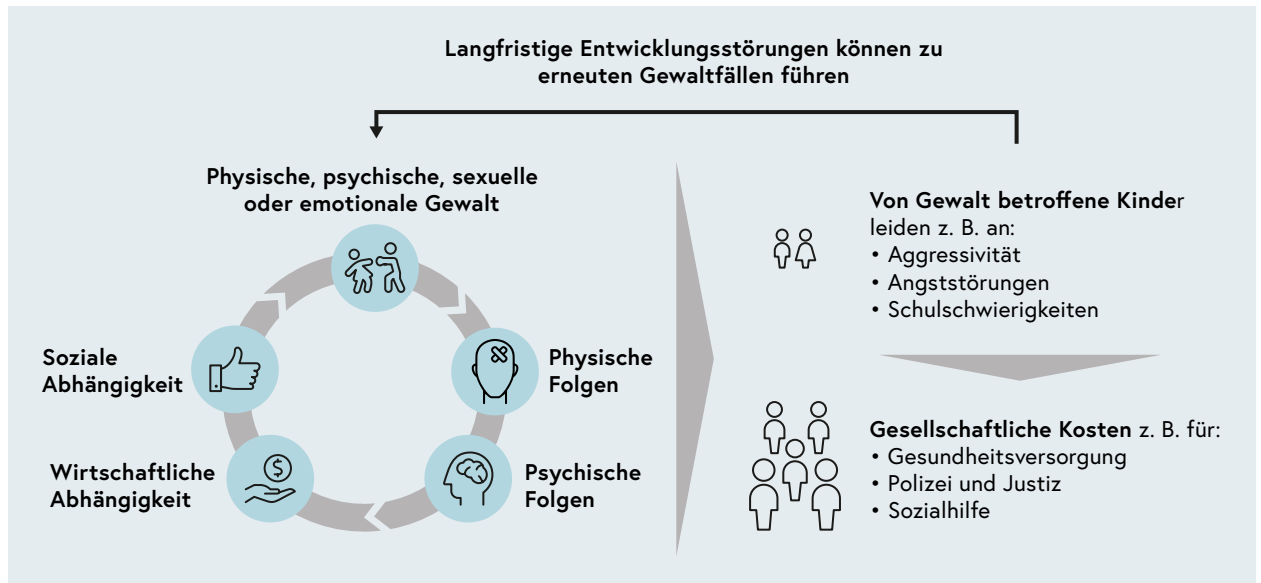 Langfristige Entwicklungsstörungen können zu
erneuten Gewaltfällen führen
Physische, psychische, sexuelle
oder emotionale Gewalt
Soziale
Abhängigkeit
Physische
Folgen
Wirtschaftliche
Abhängigkeit
$
Psychische
Folgen
Von Gewalt betroffene Kinder
leiden z. B. an:
• Aggressivität
• Angststörungen
• Schulschwierigkeiten
Gesellschaftliche Kosten z. B. für:
• Gesundheitsversorgung
• Polizei und Justiz
• Sozialhilfe